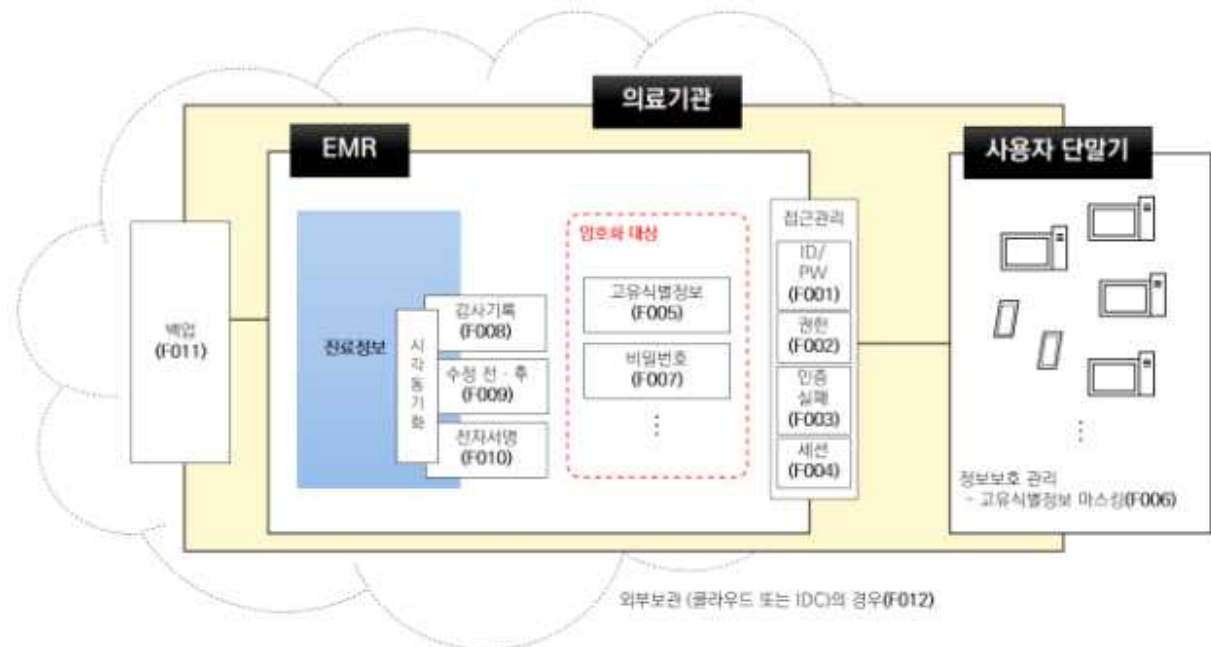 의료기관
EMR
사용자 단말기
접근관리
암호화 대상
ID/
PW
(F001)
고유식별정보
(F005)
감사기록
(F008)
백업
(F011)
진료정보
시
각
동
기
화
권한
(F002)
비밀번호
(F007)
수정 전 · 후
(F009)
인증
실패
(F003)
전자서명
(F010)
세션
(F004)
정보보호 관리
- 고유식별정보 마스킹(F006)
외부보관 (클라우드 또는 IDC)의 경우(F012)